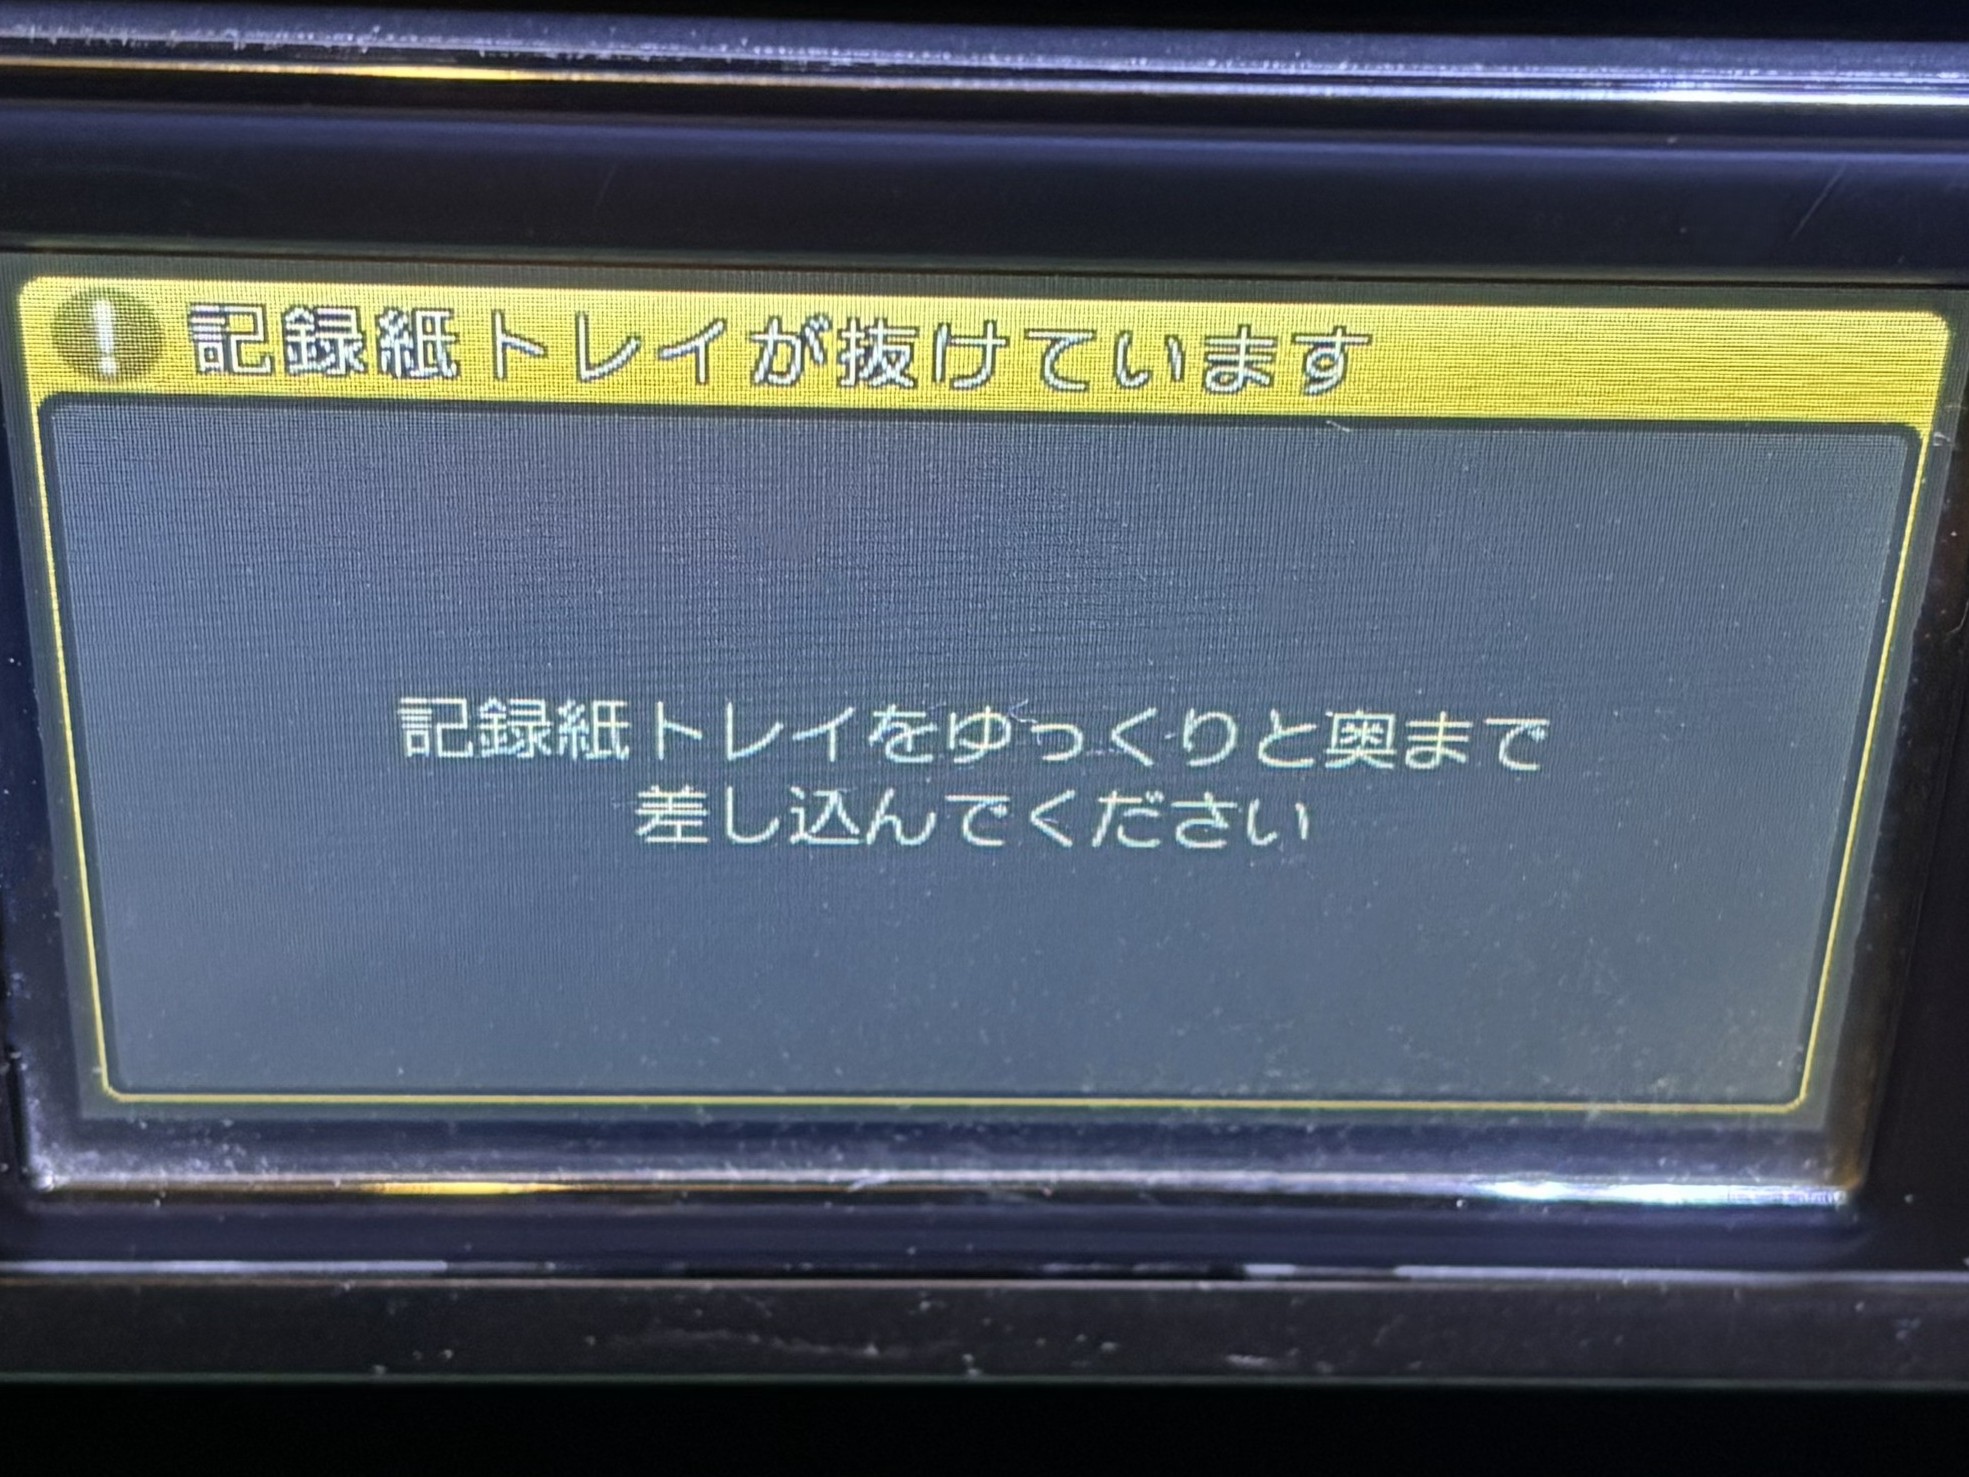 記録紙トレイが抜けています
記録紙トレイをゆっくりと奥まで
差し込んでください